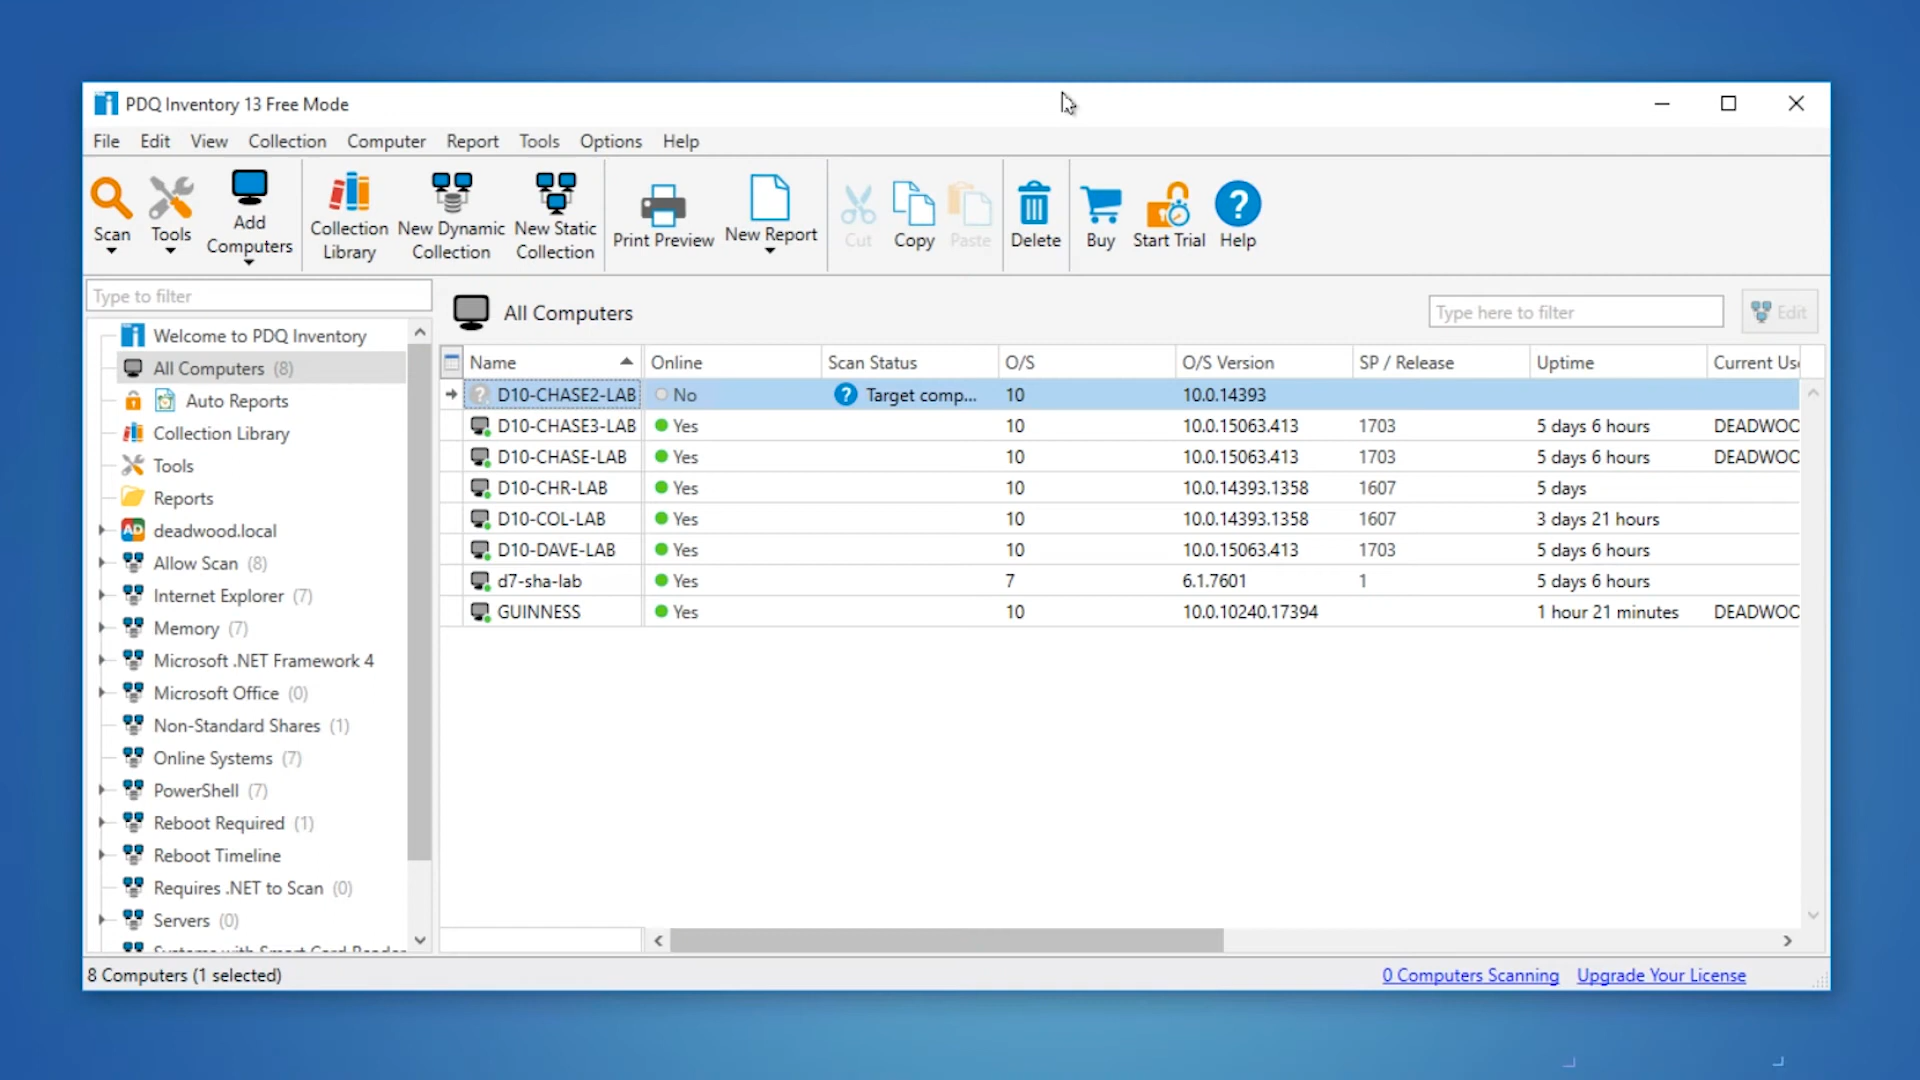 PDQ Inventory 13 Free Mode
File Edit View Collection Computer Report Tools Options Help
Scan
Tools
Add
Computers
Collection
Library
New Dynamic
Collection
New Static
Collection
Print Preview
New Report
Cut
Copy
Paste
Delete
Buy
Start Trial
Help
Type to filter
Welcome to PDQ Inventory
All Computers (8)
Auto Reports
Collection Library
Tools
Reports
AD deadwood.local
Allow Scan (8)
Internet Explorer (7)
Memory (7)
Microsoft .NET Framework 4
Microsoft Office (0)
Non-Standard Shares (1)
Online Systems (7)
PowerShell (7)
Reboot Required (1)
Reboot Timeline
Requires .NET to Scan (0)
Servers (0)
All Computers
Type here to filter
Edit
Name Online Scan Status O/S O/S Version SP / Release Uptime Current Use
D10-CHASE2-LAB No Target comp... 10 10.0.14393
D10-CHASE3-LAB Yes 10 10.0.15063.413 1703 5 days 6 hours DEADWOO
D10-CHASE-LAB Yes 10 10.0.15063.413 1703 5 days 6 hours DEADWOO
D10-CHR-LAB Yes 10 10.0.14393.1358 1607 5 days
D10-COL-LAB Yes 10 10.0.14393.1358 1607 3 days 21 hours
D10-DAVE-LAB Yes 10 10.0.15063.413 1703 5 days 6 hours
d7-sha-lab Yes 7 6.1.7601 1 5 days 6 hours
GUINNESS Yes 10 10.0.10240.17394 1 hour 21 minutes DEADWOO
8 Computers (1 selected)
0 Computers Scanning
Upgrade Your License